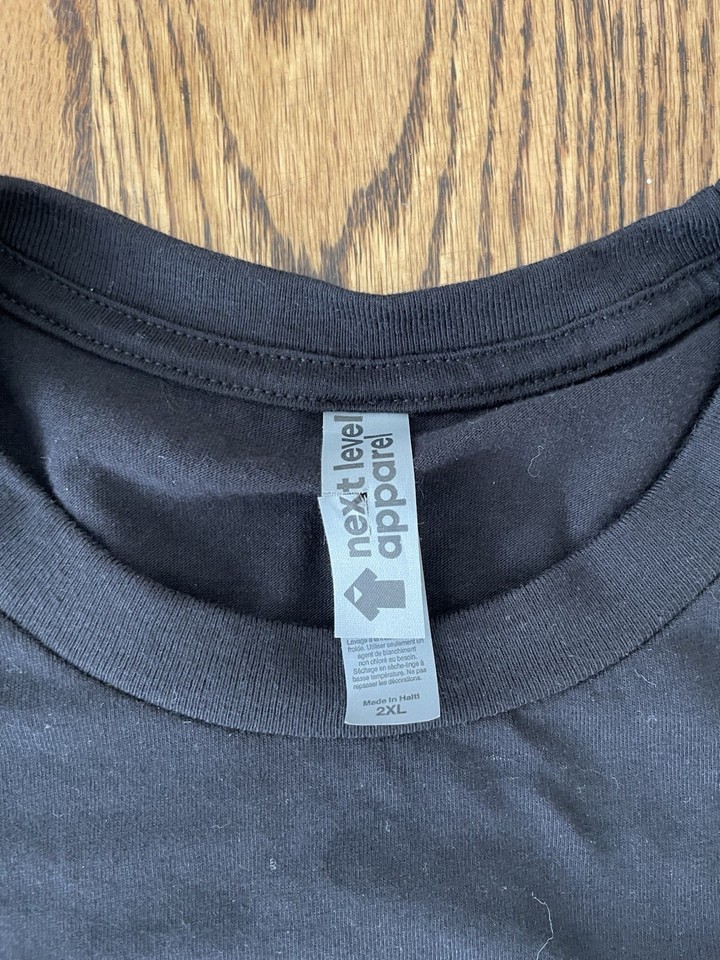 next level
apparel
froide. Utiliser seulement un
agent de blanchiment
non chloré au besoin.
Séchage en sèche-linge à
basse température. Ne pas
repasser les décorations.
Made in Haiti
2XL